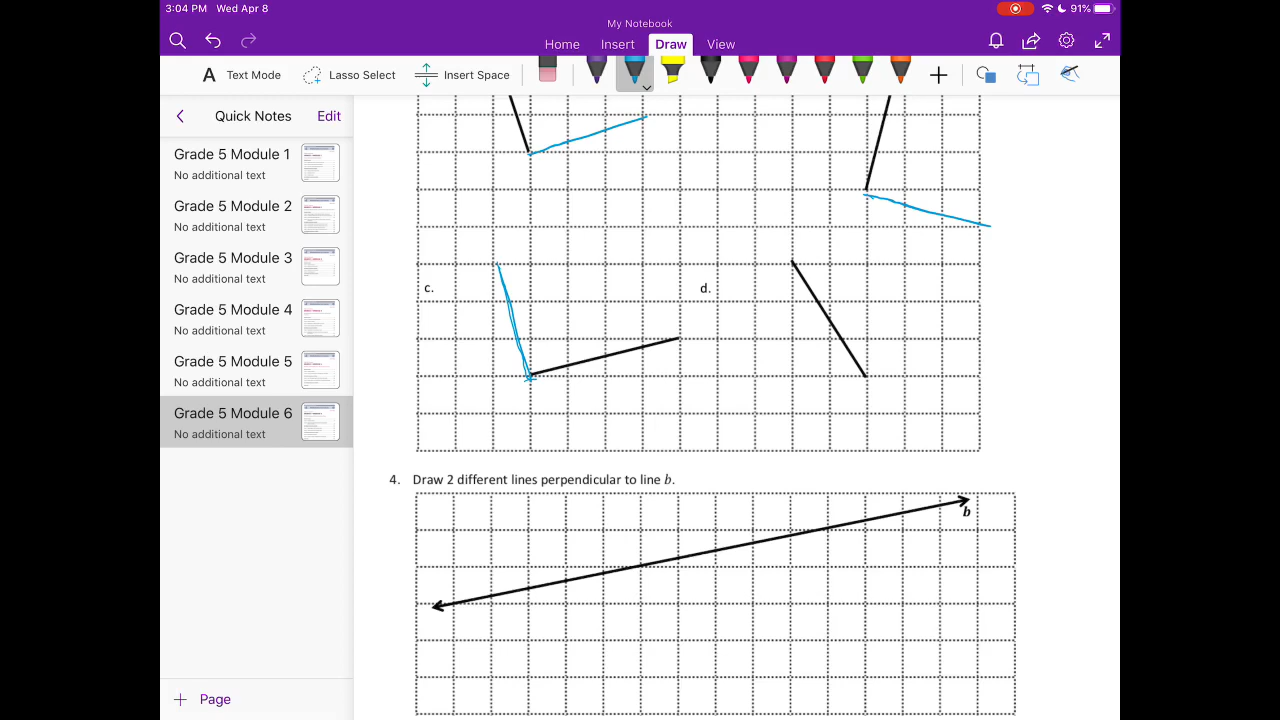 3:04 PM Wed Apr 8
91%
My Notebook
Home Insert Draw View
Text Mode Lasso Select Insert Space
Quick Notes Edit
Grade 5 Module 1
No additional text
Grade 5 Module 2
No additional text
Grade 5 Module 3
No additional text
Grade 5 Module 4
No additional text
Grade 5 Module 5
No additional text
Grade 5 Module 6
No additional text
Page
c. d.
4. Draw 2 different lines perpendicular to line b.
b